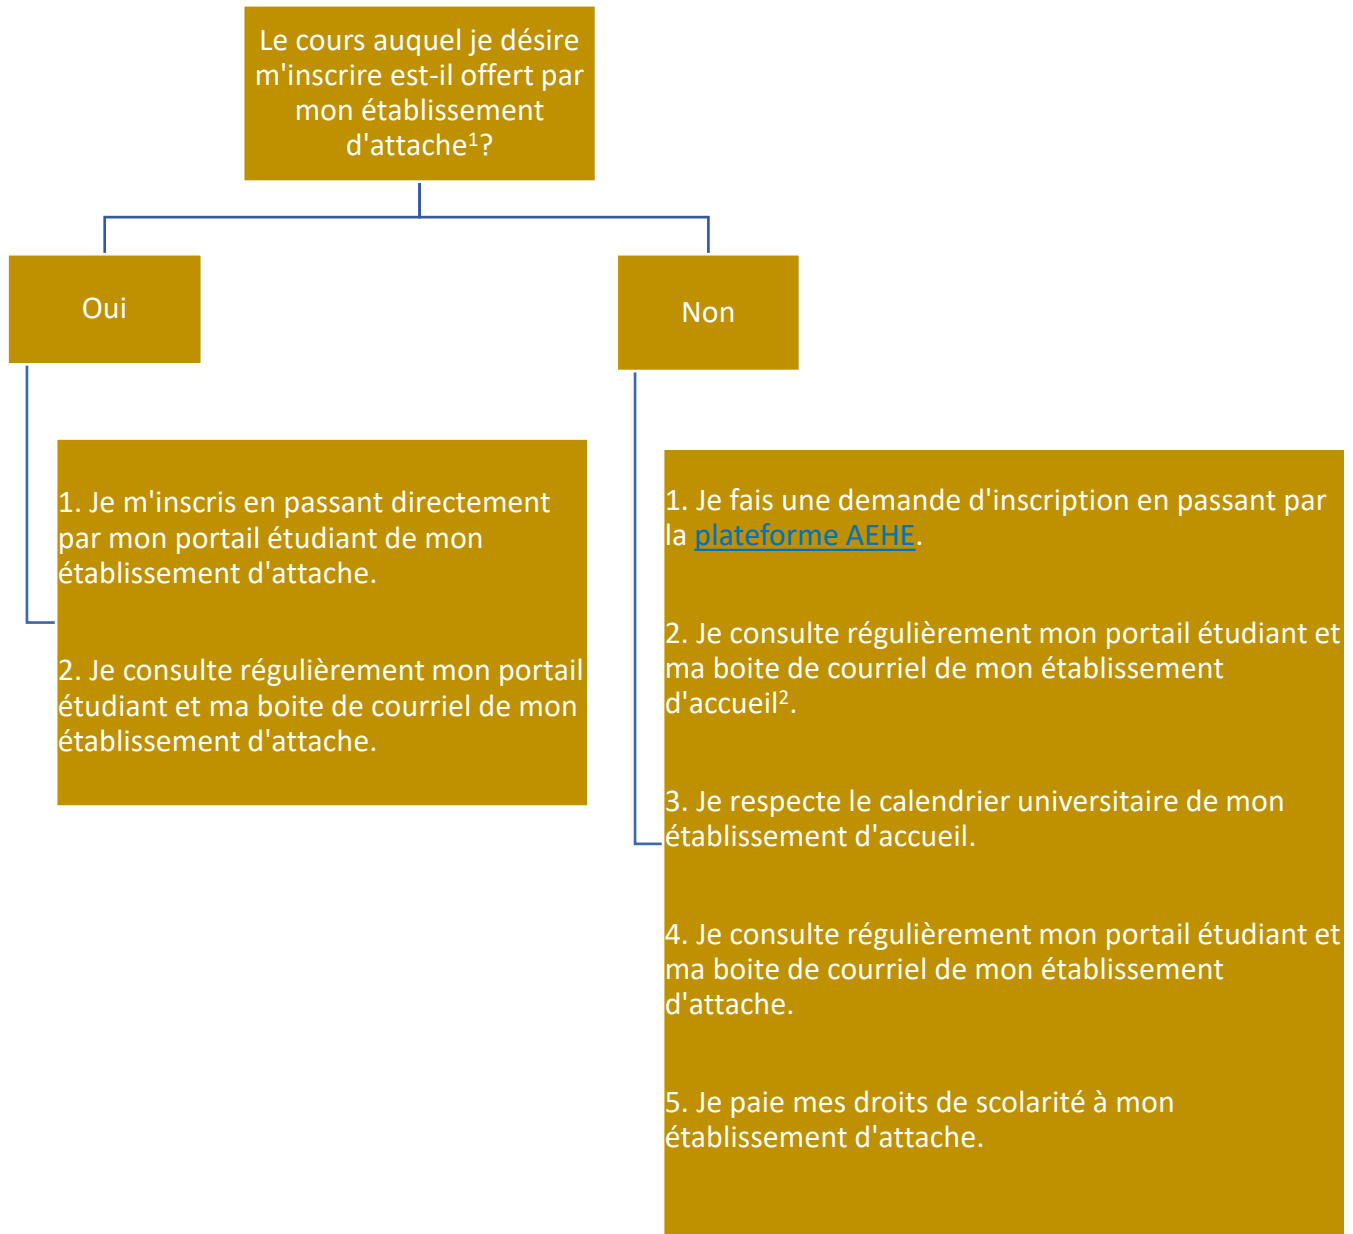 Le cours auquel je désire
m'inscrire est-il offert par
mon établissement
d'attache¹?
Oui
Non
1. Je m'inscris en passant directement
par mon portail étudiant de mon
établissement d'attache.
2. Je consulte régulièrement mon portail
étudiant et ma boite de courriel de mon
établissement d'attache.
1. Je fais une demande d'inscription en passant par
la plateforme AEHE.
2. Je consulte régulièrement mon portail étudiant et
ma boite de courriel de mon établissement
d'accueil².
3. Je respecte le calendrier universitaire de mon
établissement d'accueil.
4. Je consulte régulièrement mon portail étudiant et
ma boite de courriel de mon établissement
d'attache.
5. Je paie mes droits de scolarité à mon
établissement d'attache.